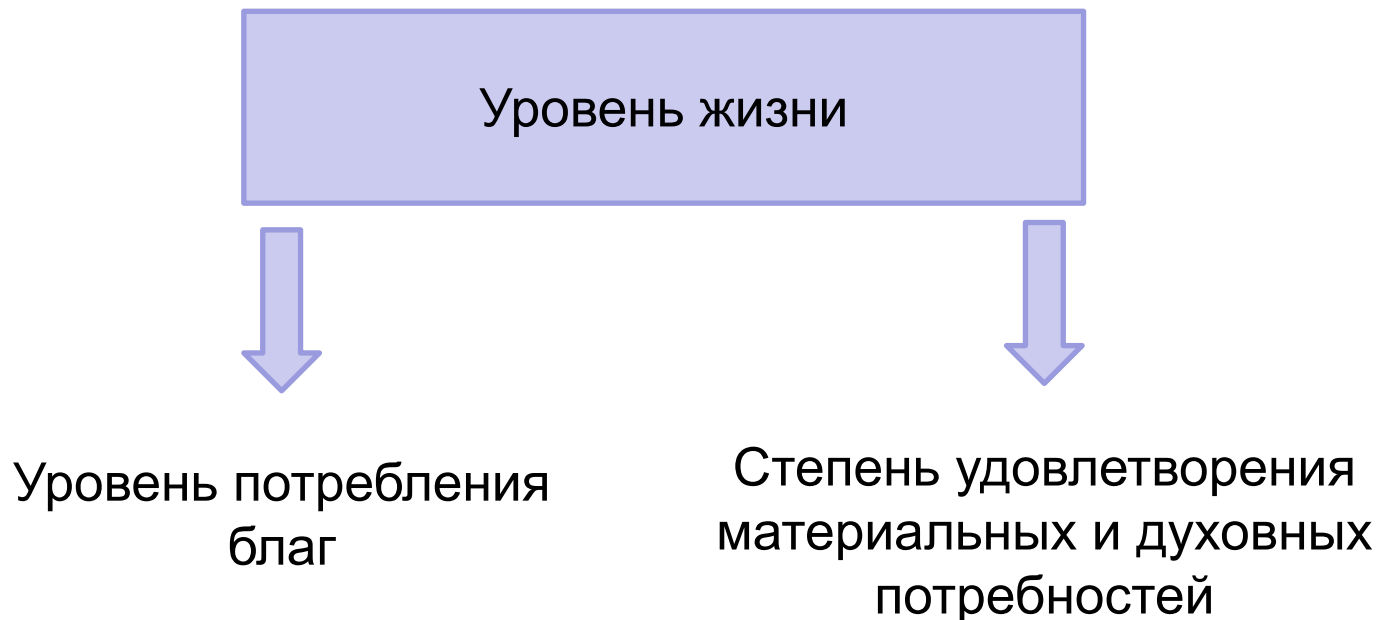 Уровень жизни
Уровень потребления
благ
Степень удовлетворения
материальных и духовных
потребностей